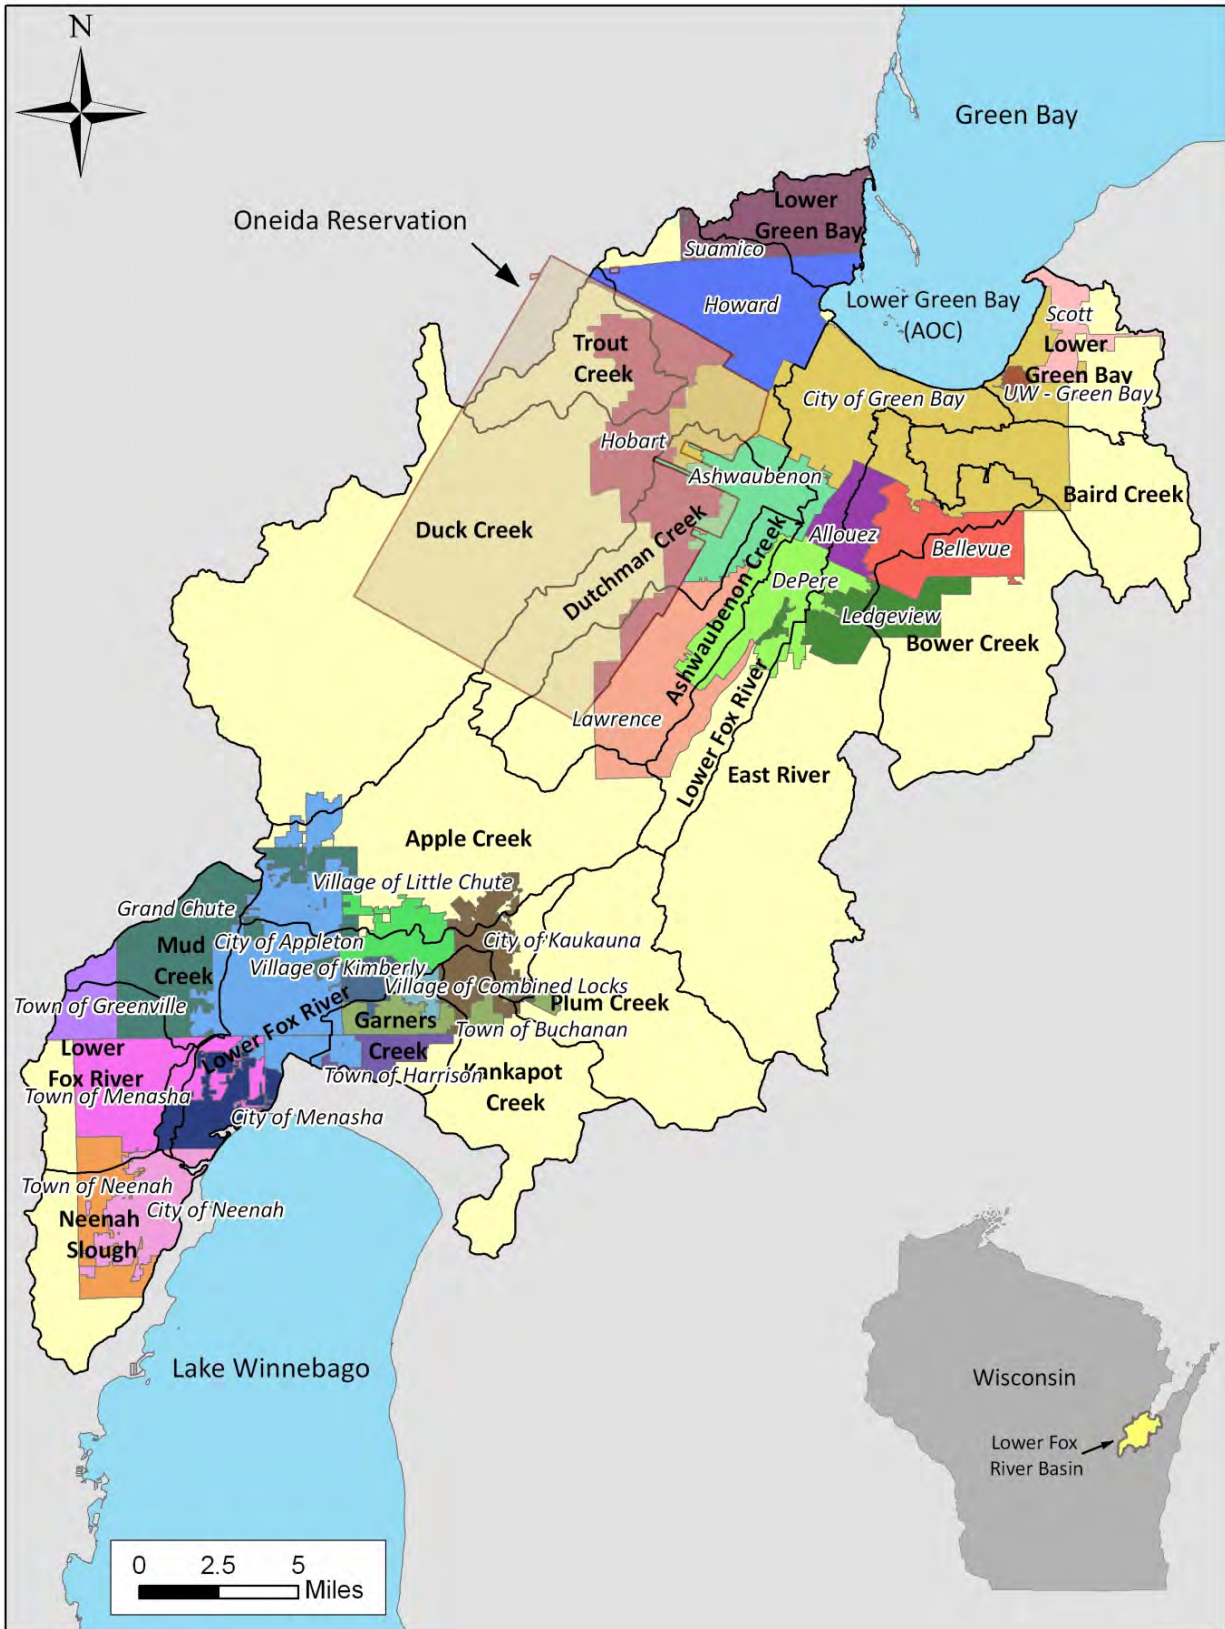 N
Green Bay
Oneida Reservation
Lower
Green Bay
Suamico
Howard
Lower Green Bay
(AOC)
Scott
Lower
Green Bay
UW - Green Bay
Trout
Creek
City of Green Bay
Hobart
Ashwaubenon
Baird Creek
Duck Creek
Dutchman Creek
Ashwaubenon Creek
Allouez
Bellevue
DePere
Ledgeview
Bower Creek
Lawrence
Lower Fox River
East River
Apple Creek
Village of Little Chute
Grand Chute
Mud
Creek
City of Appleton
City of Kaukauna
Village of Kimberly
Village of Combined Locks
Town of Greenville
Lower Fox River
Garners
Creek
Plum Creek
Town of Buchanan
Lower
Fox River
Town of Harrison
Kankapot
Creek
Town of Menasha
City of Menasha
Town of Neenah
City of Neenah
Neenah
Slough
Lake Winnebago
Wisconsin
Lower Fox
River Basin
0 2.5 5
Miles